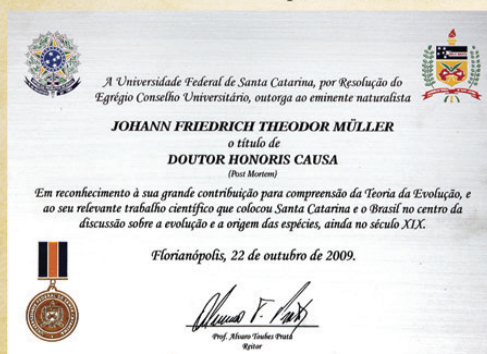 A Universidade Federal de Santa Catarina, por Resolução do
Egrégio Conselho Universitário, outorga ao eminente naturalista
JOHANN FRIEDRICH THEODOR MÜLLER
o título de
DOUTOR HONORIS CAUSA
(Post Mortem)
Em reconhecimento à sua grande contribuição para compreensão da Teoria da Evolução, e
ao seu relevante trabalho científico que colocou Santa Catarina e o Brasil no centro da
discussão sobre a evolução e a origem das espécies, ainda no século XIX.
Florianópolis, 22 de outubro de 2009.
Prof. Alvaro Toubes Prata
Reitor